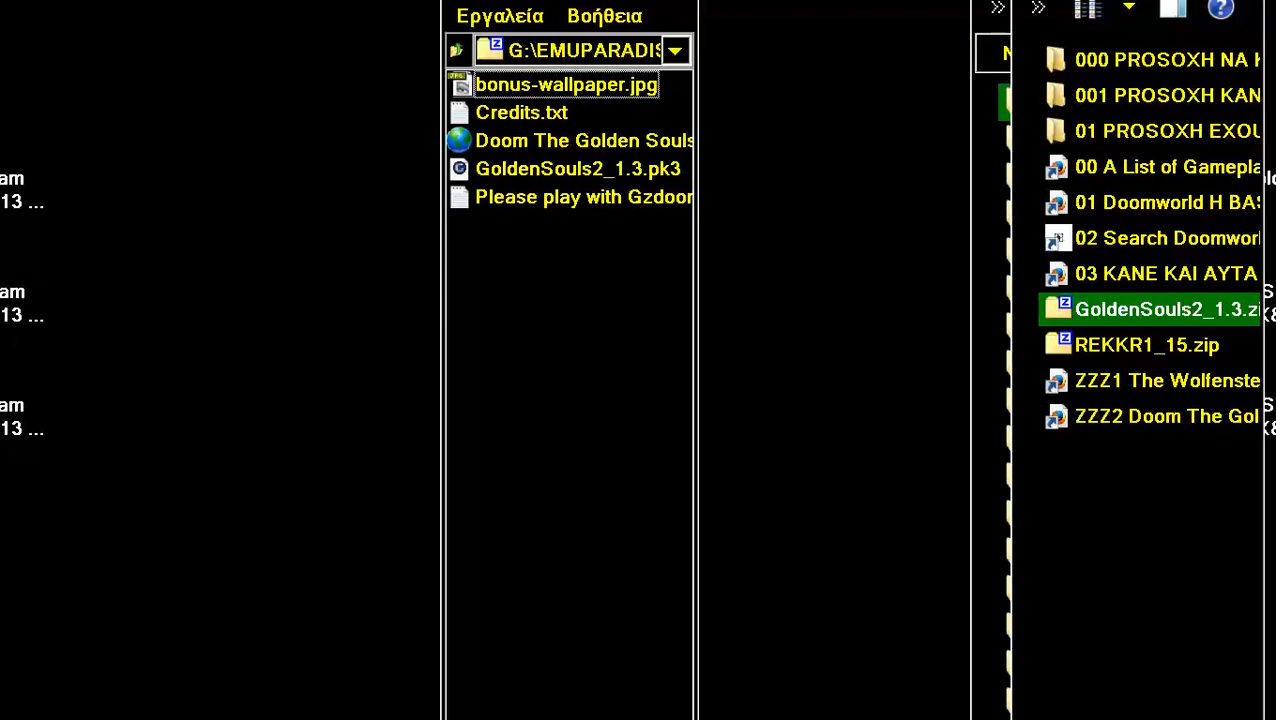 am
13 ...
am
13 ...
am
13 ...
Εργαλεία Βοήθεια
G:\EMUPARADIS
bonus-wallpaper.jpg
Credits.txt
Doom The Golden Souls
GoldenSouls2_1.3.pk3
Please play with Gzdoor
000 PROSOXH NA
001 PROSOXH KAN
01 PROSOXH EXOU
00 A List of Gamepla
01 Doomworld H BAS
02 Search Doomworl
03 KANE KAI AYTA
GoldenSouls2_1.3.zi
REKKR1_15.zip
ZZZ1 The Wolfenste
ZZZ2 Doom The Gol